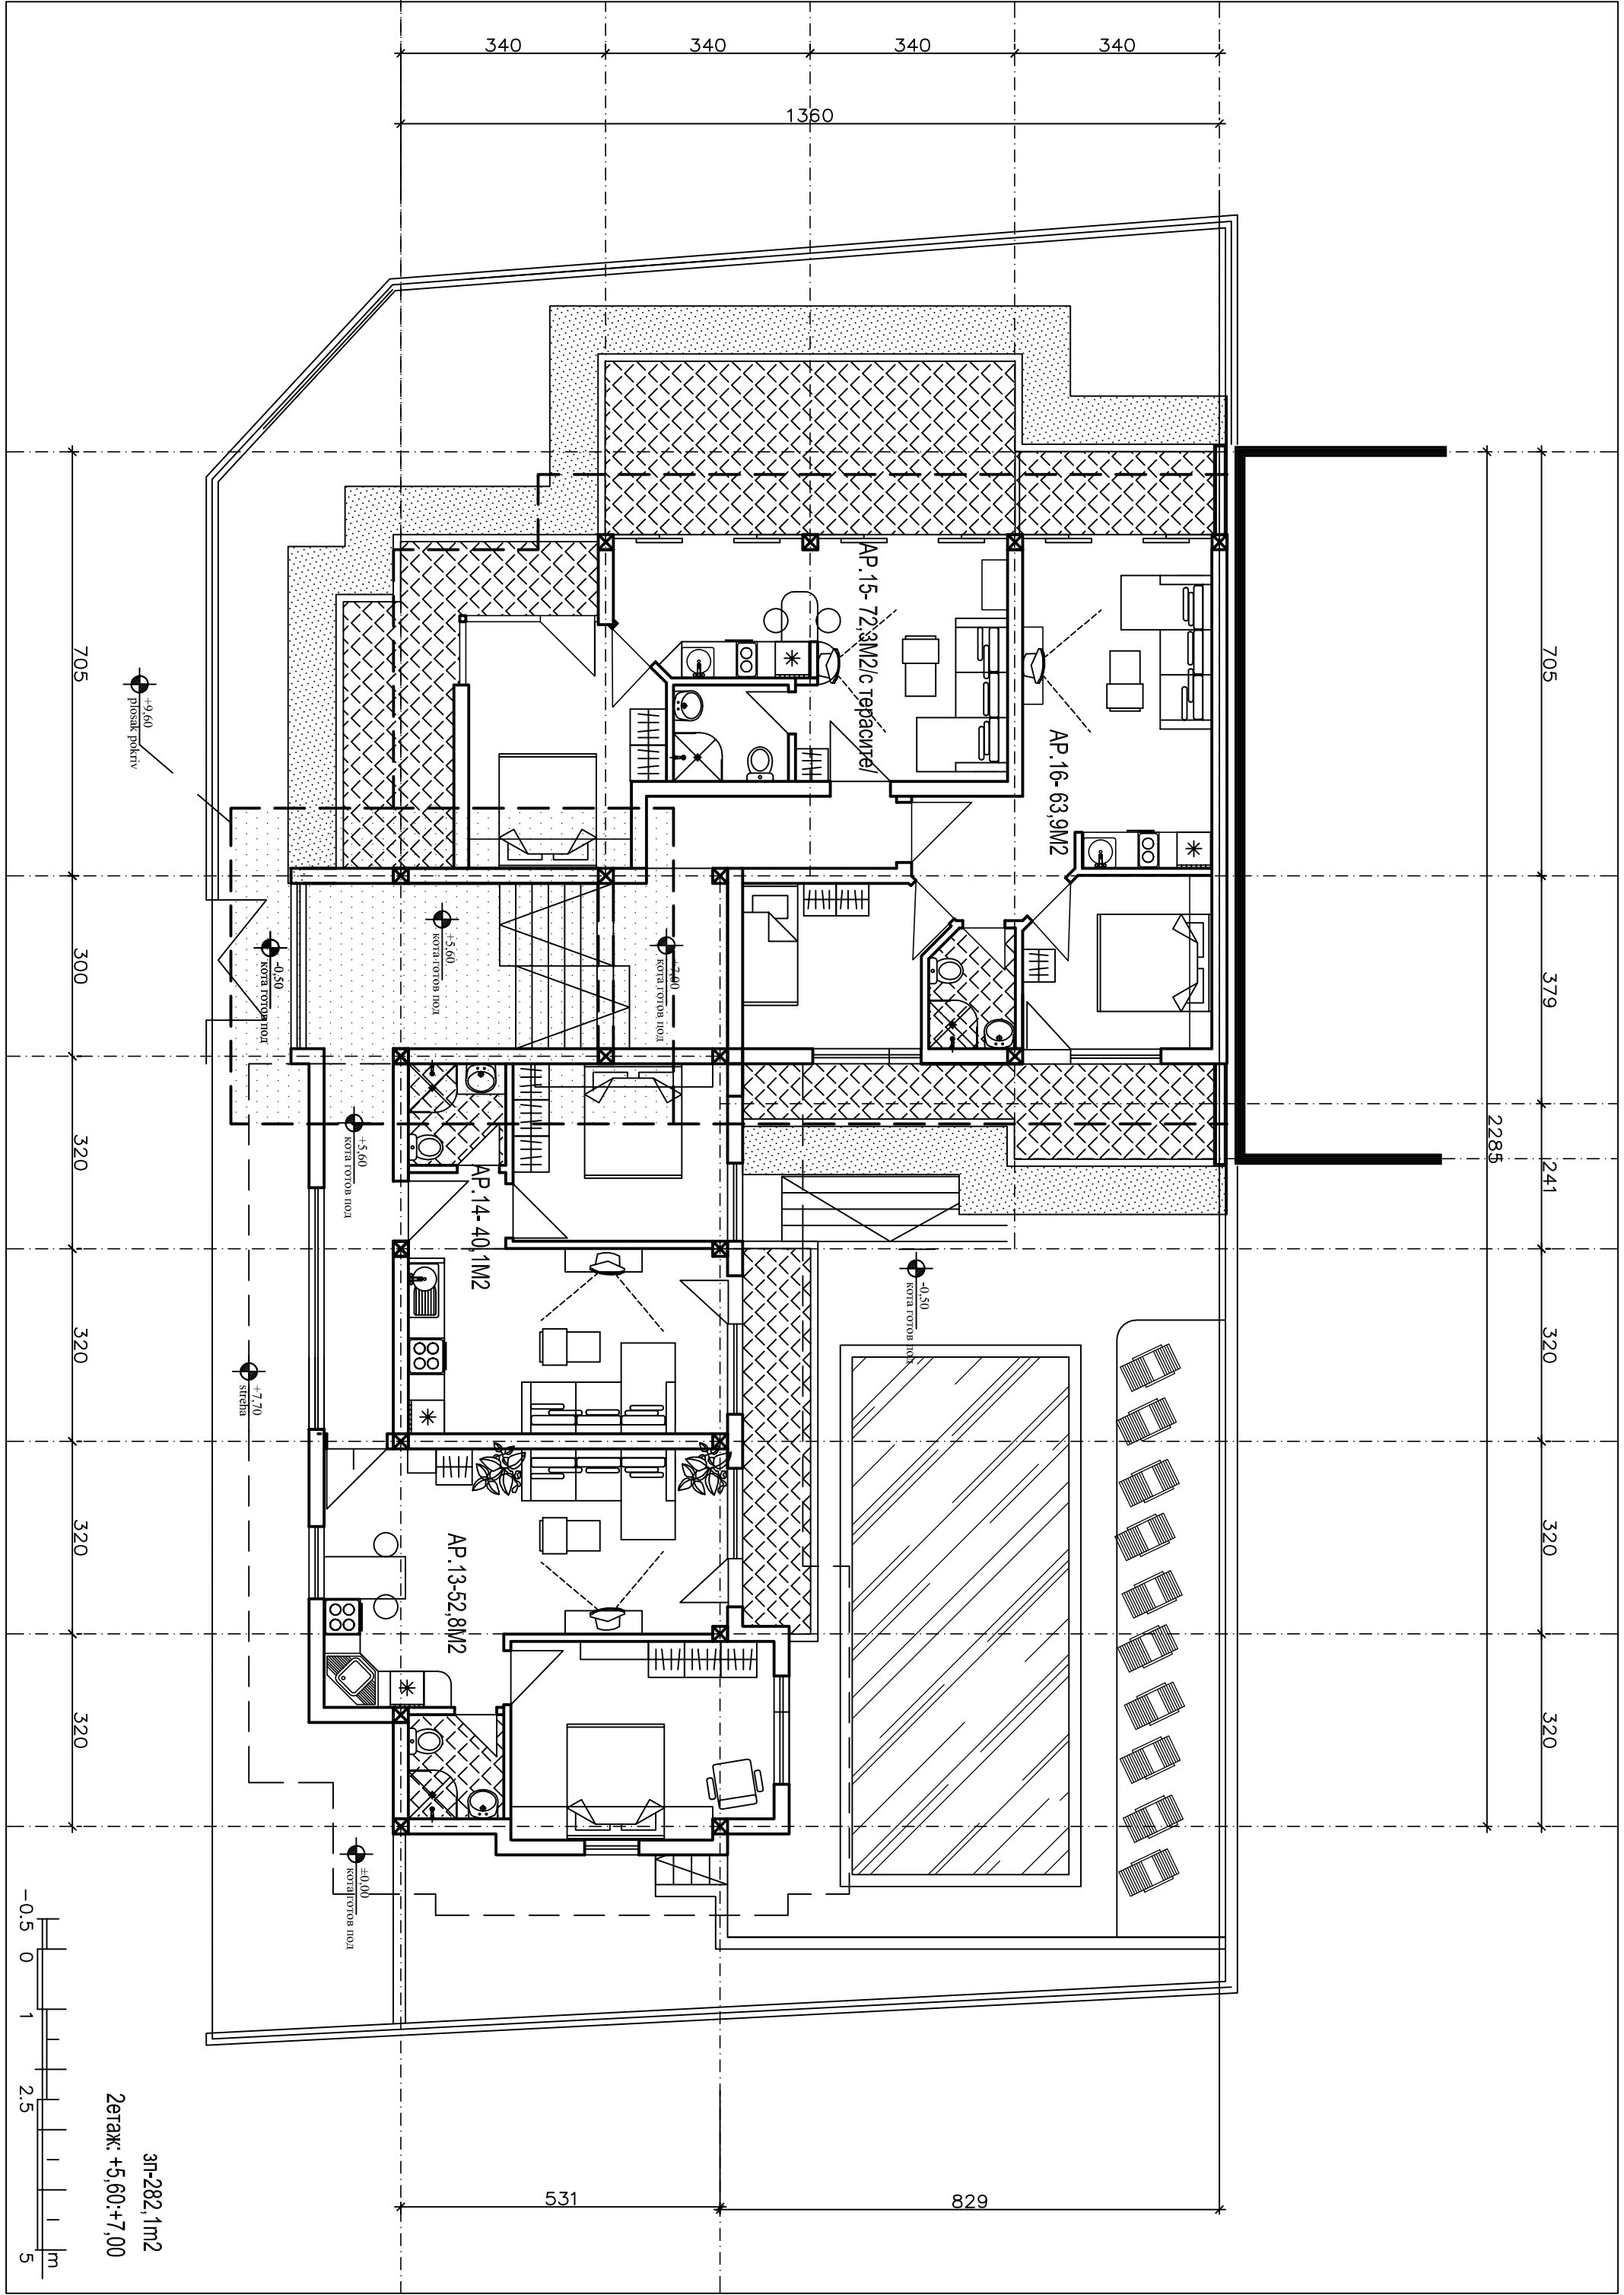 340
340
340
340
1360
705
705
+9,60
plosak pokriv
AP.15- 72,3M2/с терасите/
AP.16- 63,9M2
300
379
-0,50
кота готов под
+5,60
кота готов под
+7,00
кота готов под
320
241
2285
+5,60
кота готов под
AP.14- 40,1M2
-0,50
кота готов под
320
320
+7,70
streha
320
320
AP.13-52,8M2
320
320
±0,00
кота готов под
531
829
-0.5
0
1
2.5
5
m
зп-282,1m2
2етаж: +5,60:+7,00